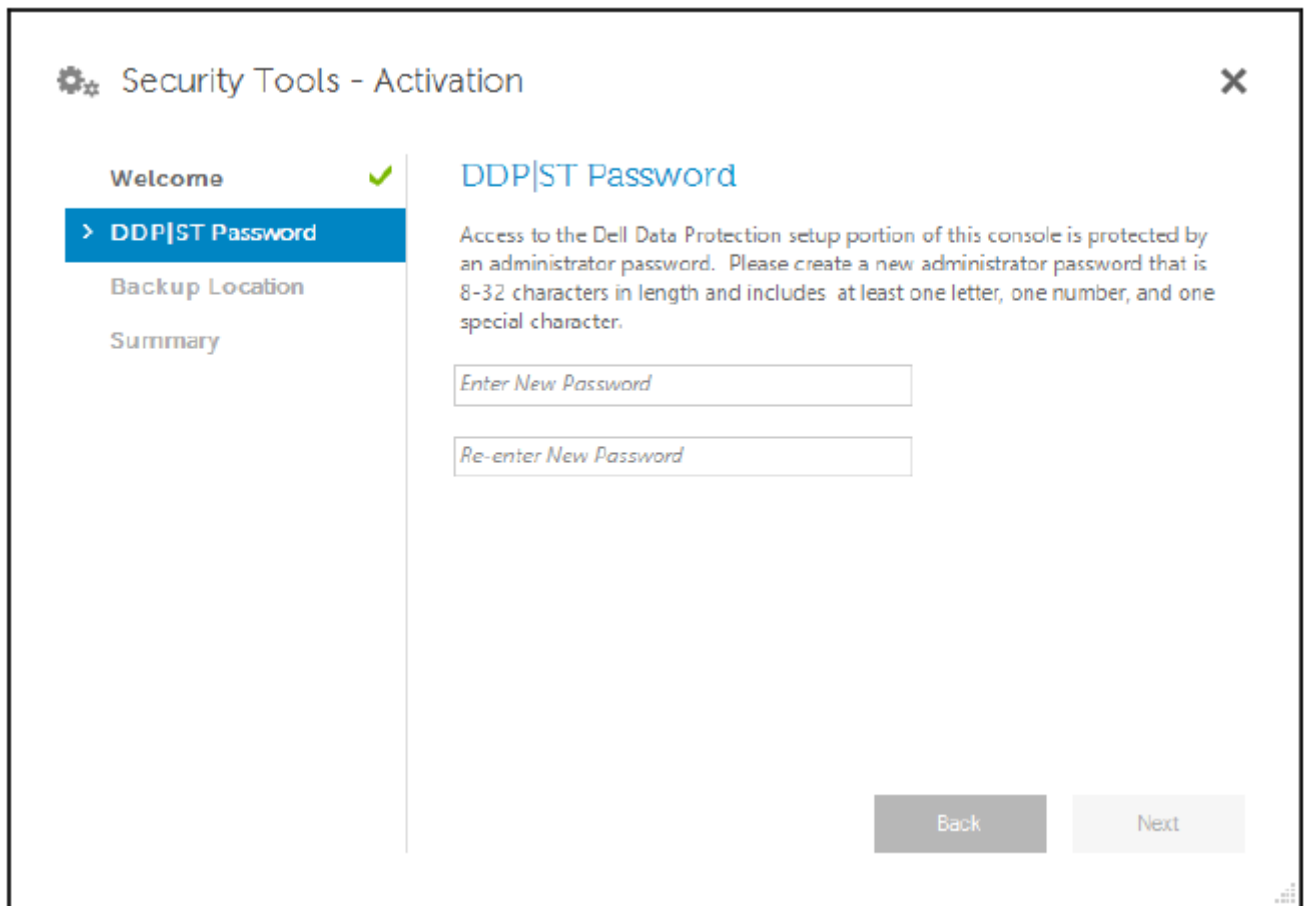 Security Tools - Activation
Welcome
DDP|ST Password
Backup Location
Summary
DDP|ST Password
Access to the Dell Data Protection setup portion of this console is protected by
an administrator password.  Please create a new administrator password that is
8-32 characters in length and includes  at least one letter, one number, and one
special character.
Enter New Password
Re-enter New Password
Back
Next